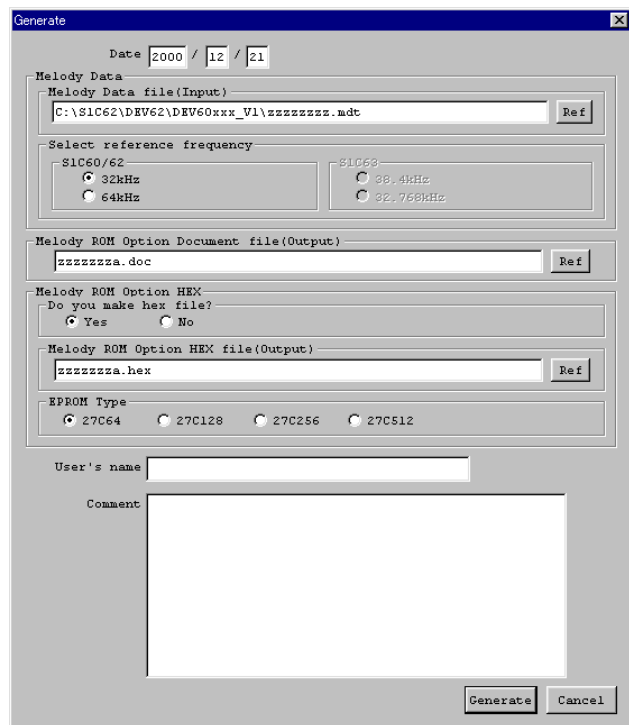 Generate
Date 2000 / 12 / 21
Melody Data
Melody Data file(Input)
C:\S1C62\DEV62\DEV60xxx_V1\zzzzzzzz.mdt Ref
Select reference frequency
S1C60/62 S1C63
32kHz 38.4kHz
64kHz 32.768kHz
Melody ROM Option Document file(Output)
zzzzzzza.doc Ref
Melody ROM Option HEX
Do you make hex file?
Yes No
Melody ROM Option HEX file(Output)
zzzzzzza.hex Ref
EPROM Type
27C64 27C128 27C256 27C512
User's name
Comment
Generate Cancel